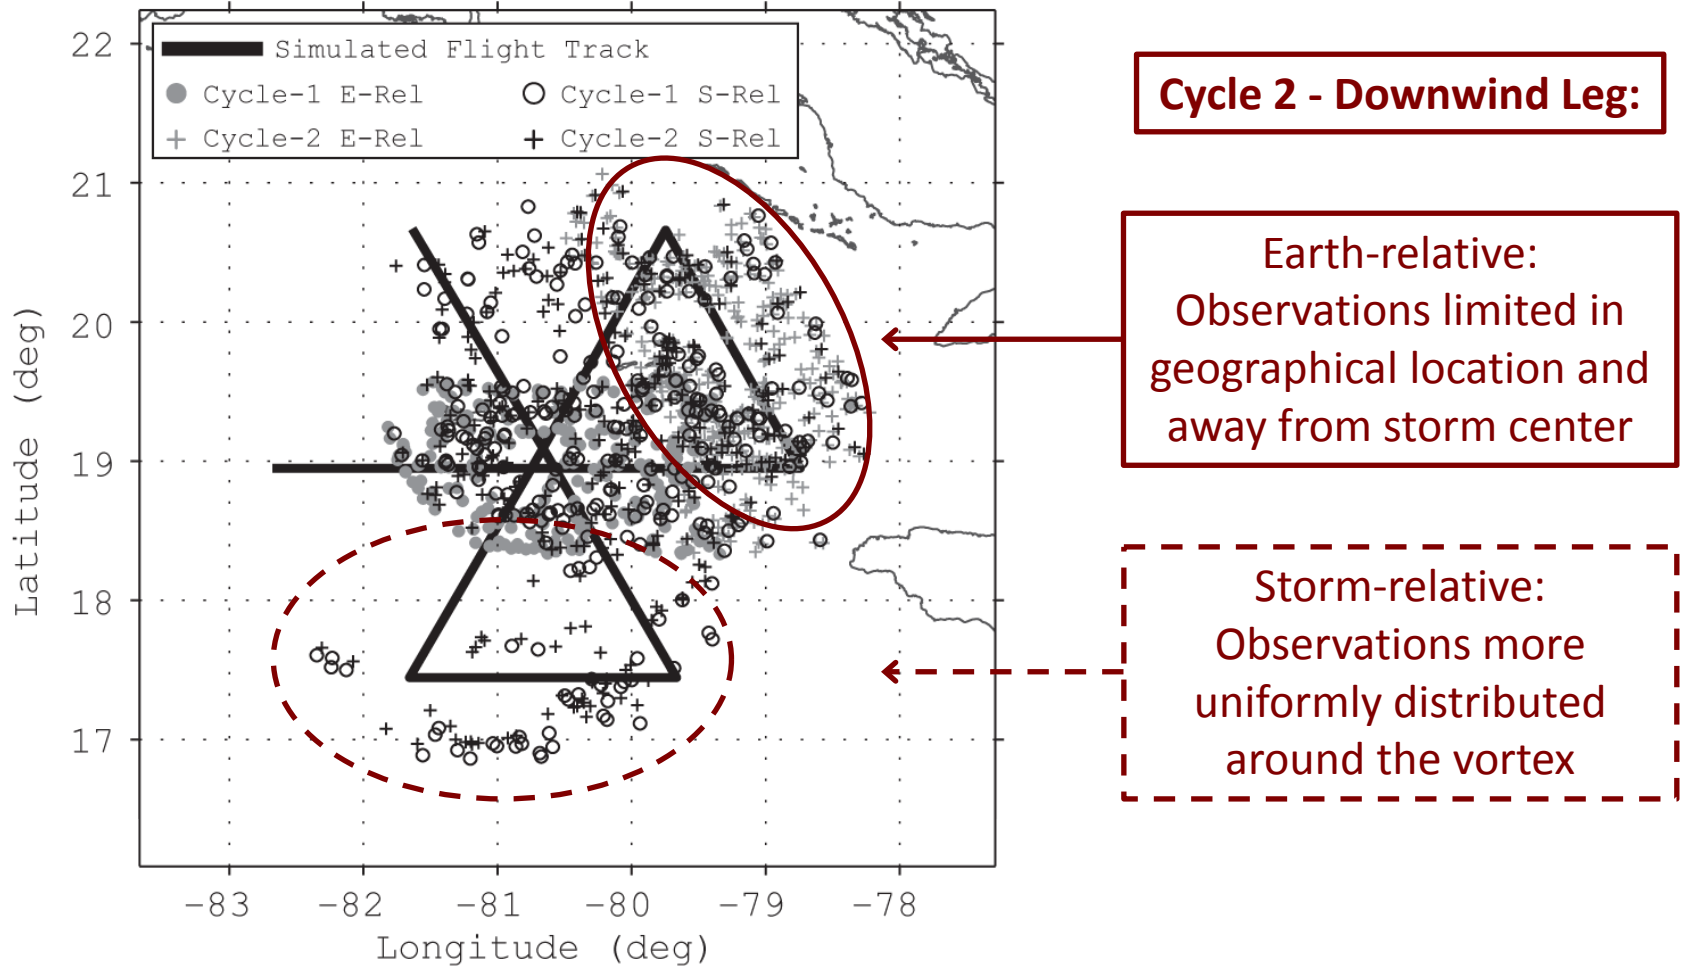 Simulated Flight Track
Cycle-1 E-Rel
Cycle-1 S-Rel
Cycle-2 E-Rel
Cycle-2 S-Rel
22
21
20
19
18
17
Latitude (deg)
−83
−82
−81
−80
−79
−78
Longitude (deg)
Cycle 2 - Downwind Leg:
Earth-relative:
Observations limited in
geographical location and
away from storm center
Storm-relative:
Observations more
uniformly distributed
around the vortex